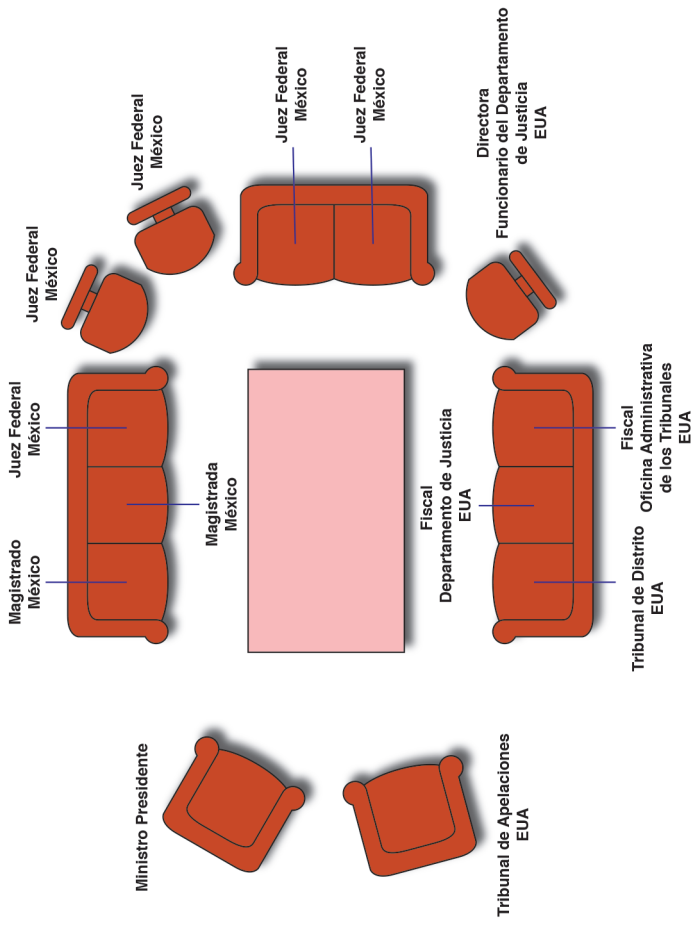 Ministro Presidente
Tribunal de Apelaciones
EUA
Magistrado
México
Magistrada
México
Juez Federal
México
Juez Federal
México
Juez Federal
México
Juez Federal
México
Juez Federal
México
Directora
Funcionario del Departamento
de Justicia
EUA
Fiscal
Oficina Administrativa
de los Tribunales
EUA
Fiscal
Departamento de Justicia
EUA
Tribunal de Distrito
EUA